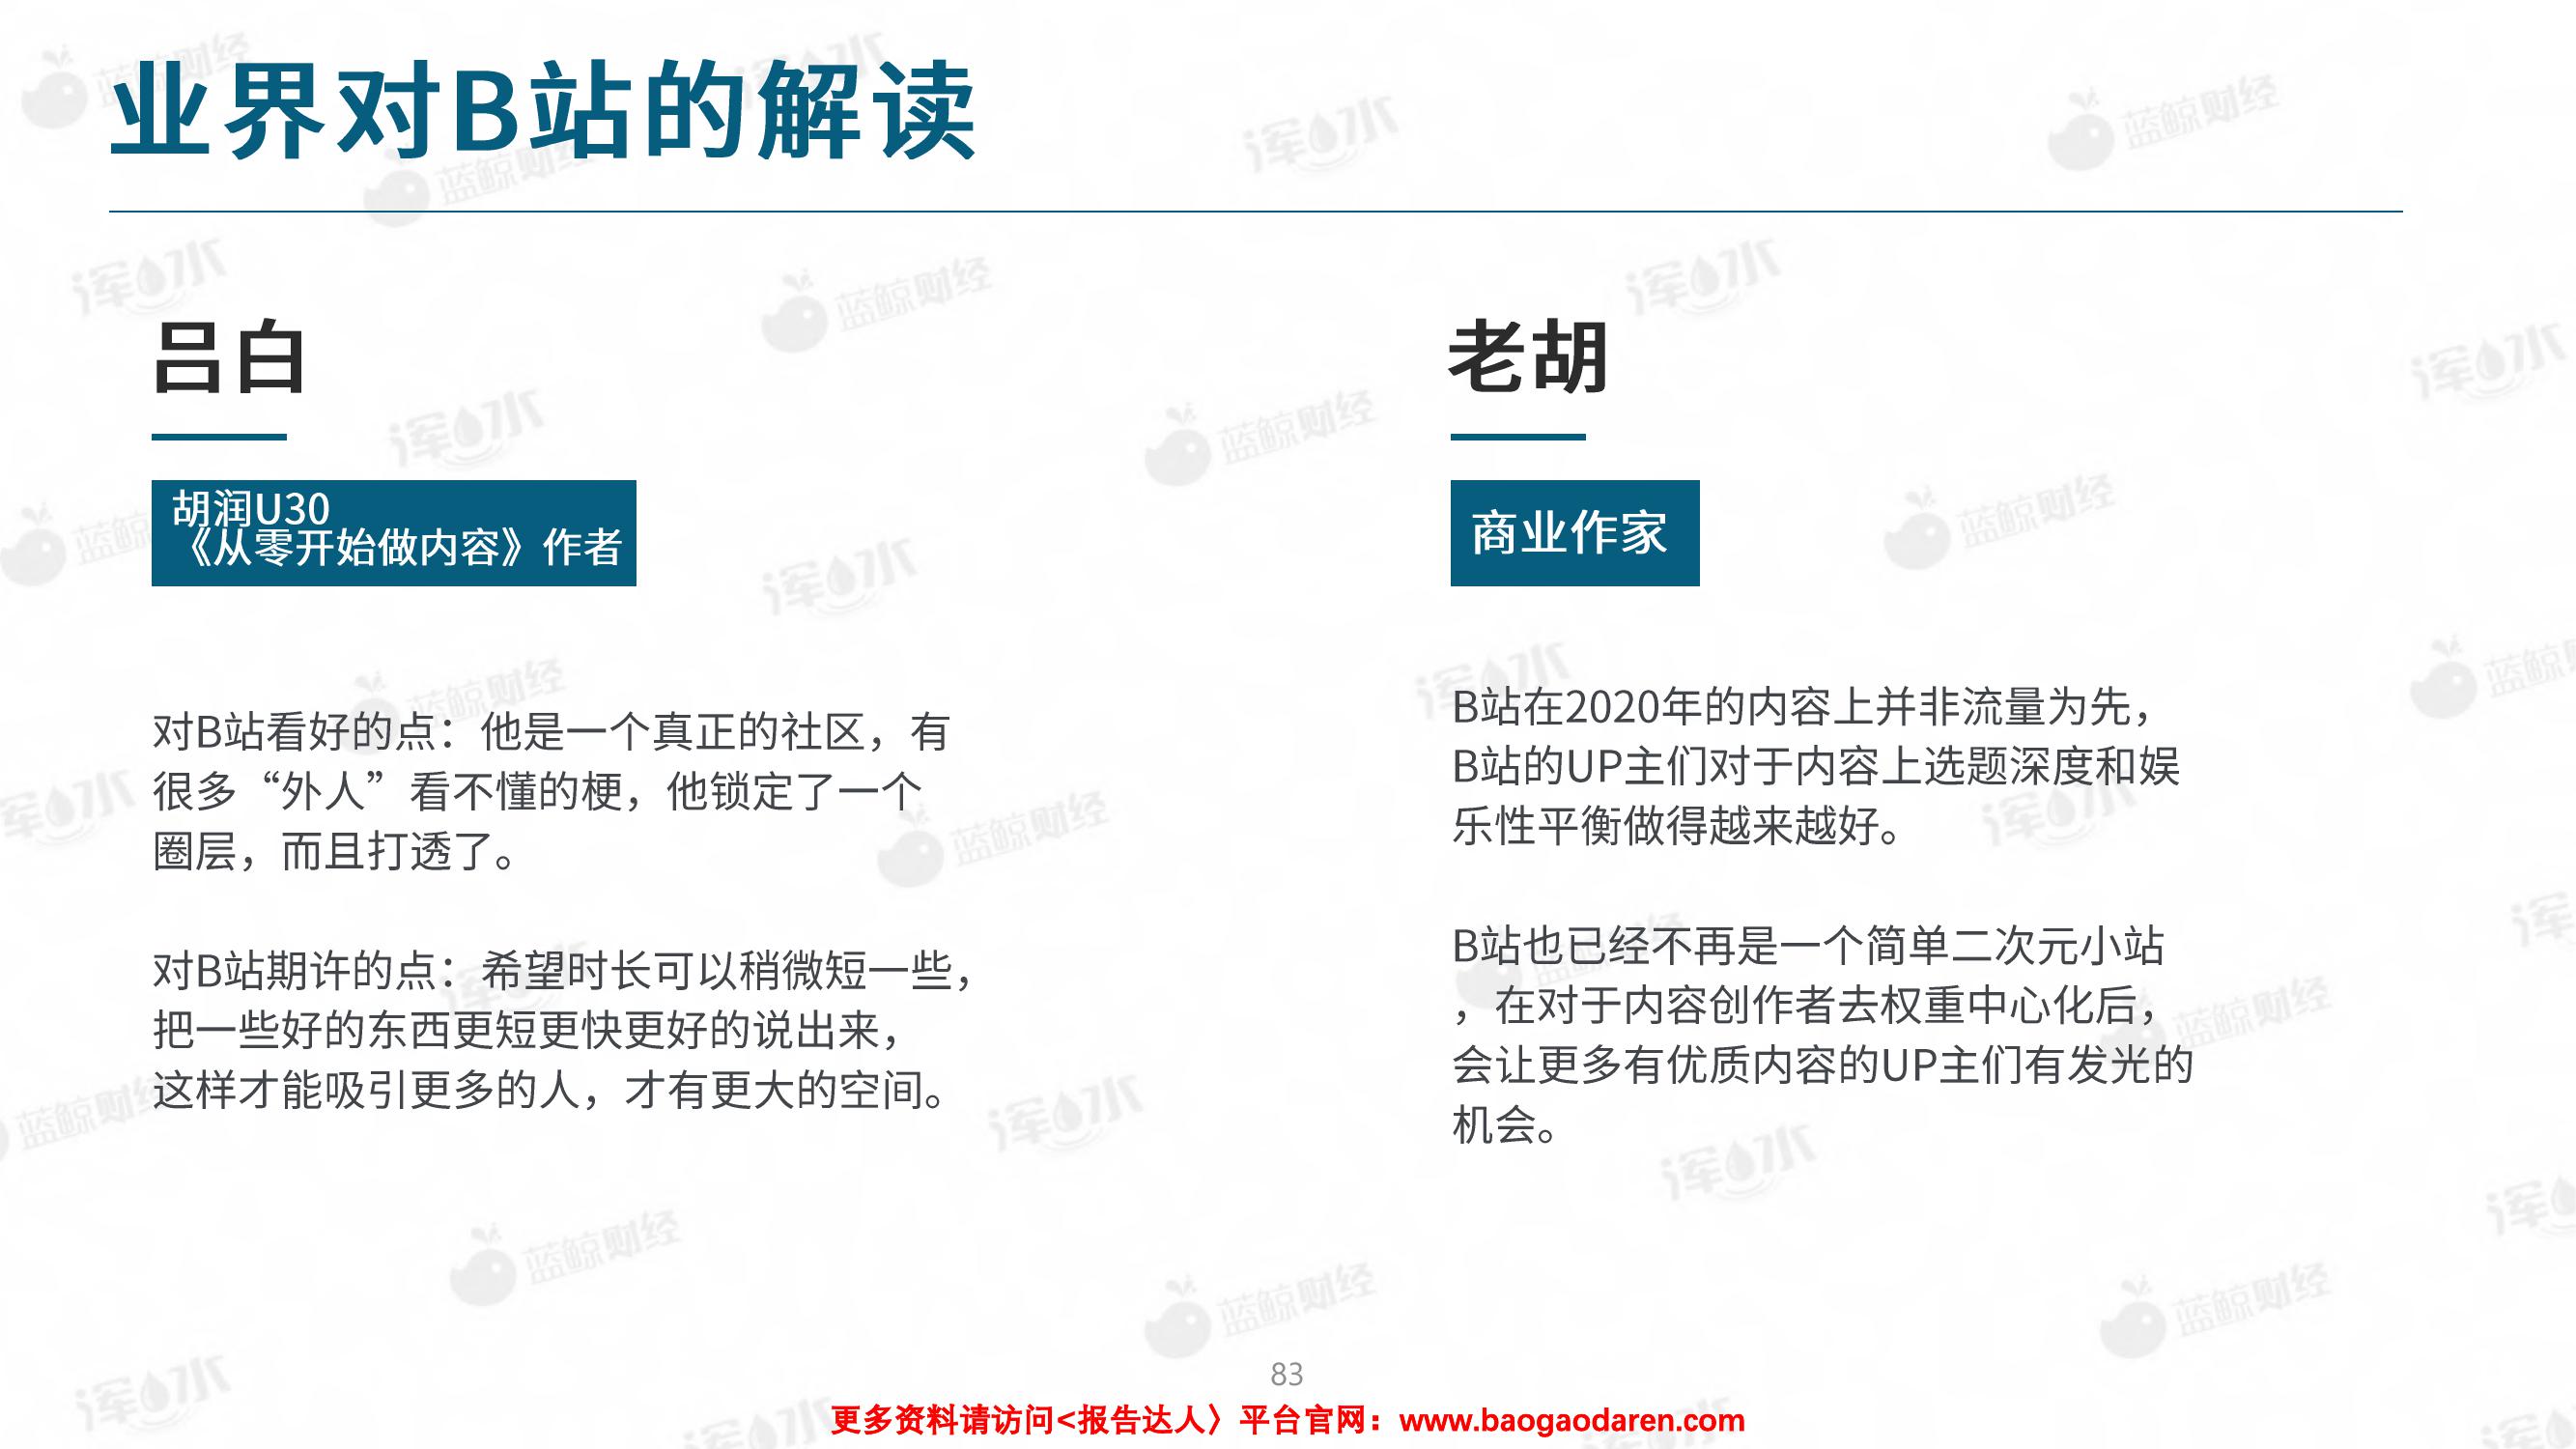 业界对B站的解读
吕白
胡润U30
《从零开始做内容》作者
对B站看好的点：他是一个真正的社区，有
很多“外人”看不懂的梗，他锁定了一个
圈层，而且打透了。
对B站期许的点：希望时长可以稍微短一些，
把一些好的东西更短更快更好的说出来，
这样才能吸引更多的人，才有更大的空间。
老胡
商业作家
B站在2020年的内容上并非流量为先，
B站的UP主们对于内容上选题深度和娱
乐性平衡做得越来越好。
B站也已经不再是一个简单二次元小站
，在对于内容创作者去权重中心化后，
会让更多有优质内容的UP主们有发光的
机会。
83
更多资料请访问<报告达人〉平台官网：www.baogaodaren.com
蓝鲸财经
浑水